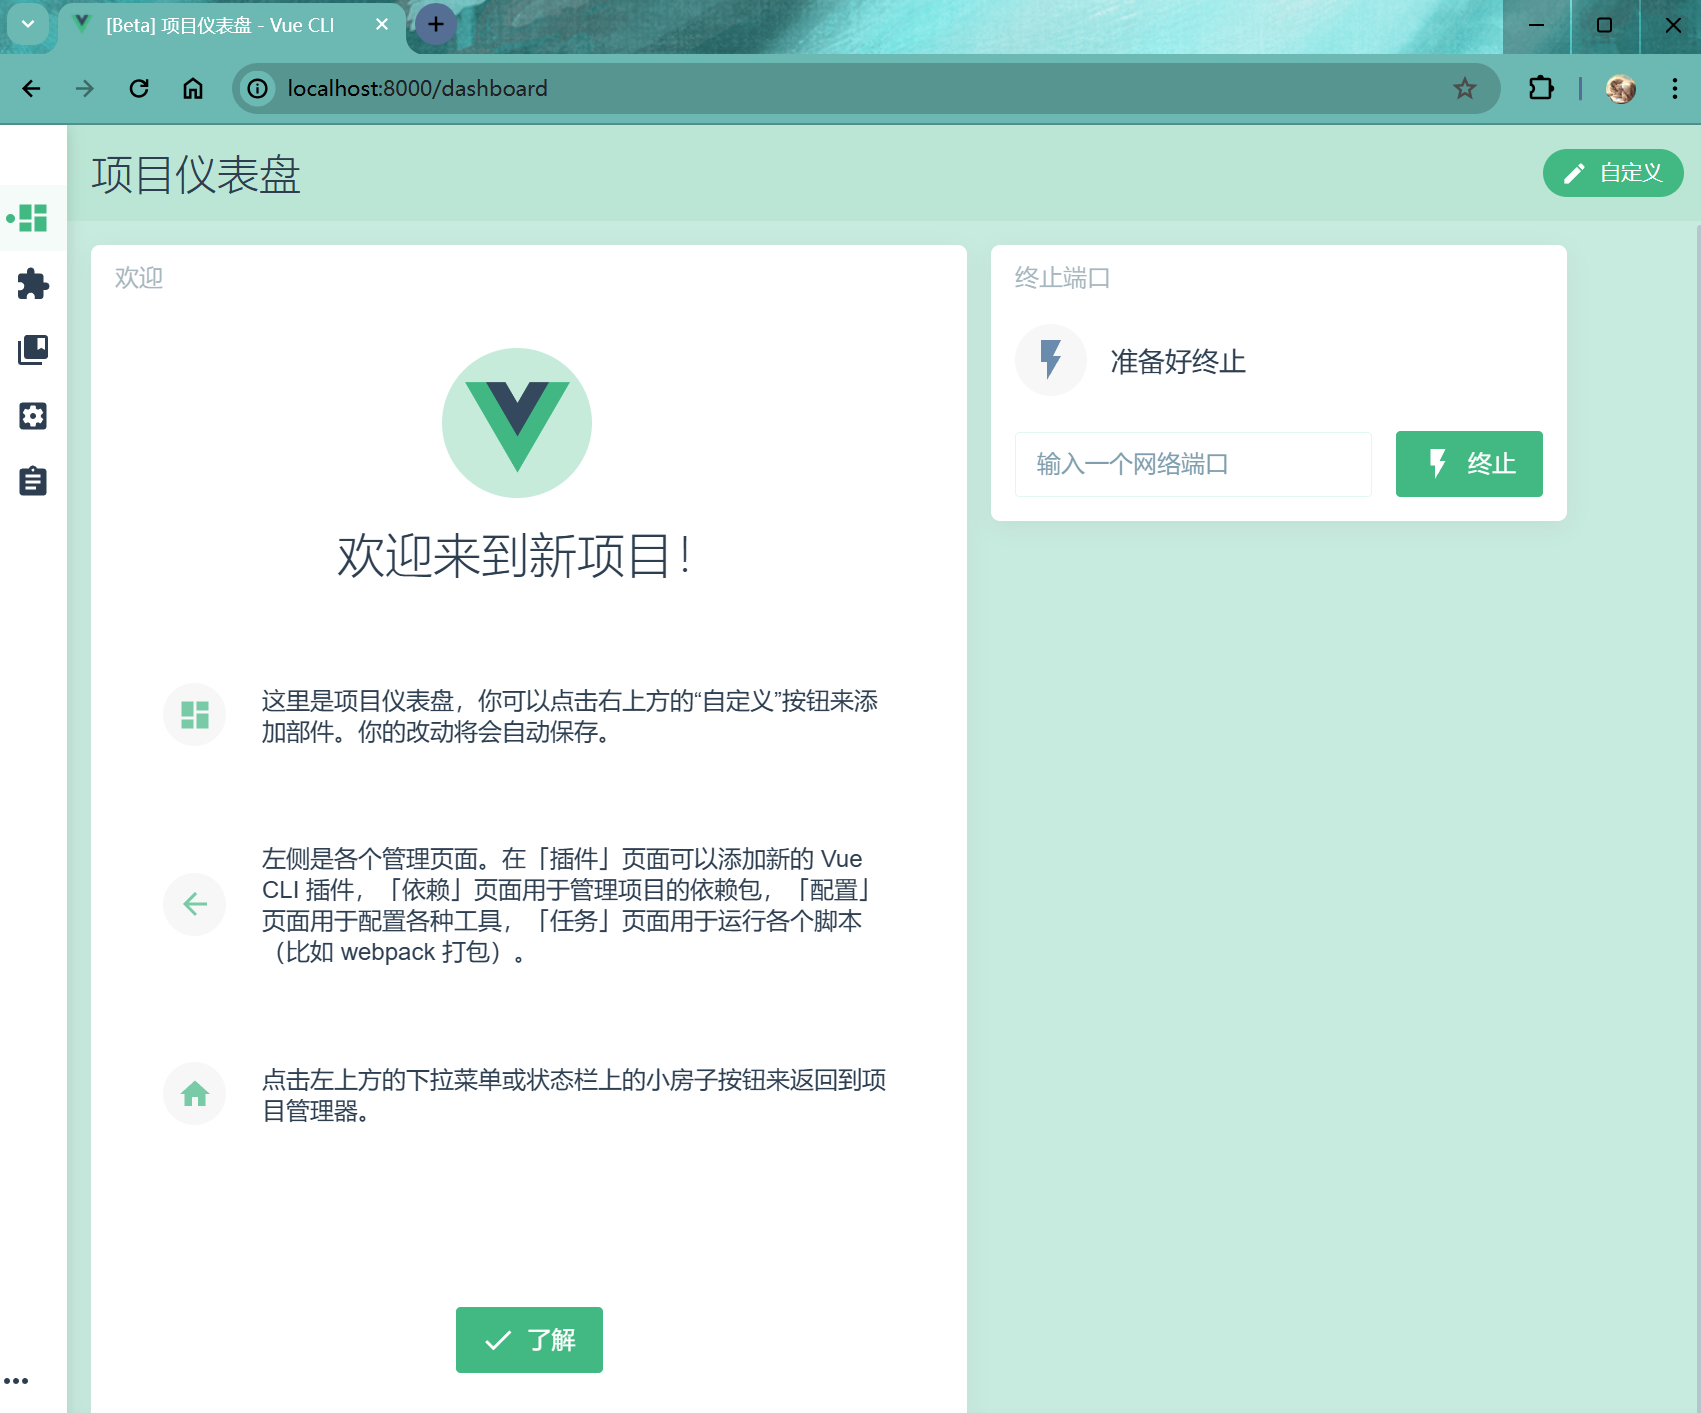 [Beta] 项目仪表盘 - Vue CLI
localhost:8000/dashboard
项目仪表盘
自定义
欢迎
欢迎来到新项目！
这里是项目仪表盘，你可以点击右上方的“自定义”按钮来添
加部件。你的改动将会自动保存。
左侧是各个管理页面。在「插件」页面可以添加新的 Vue
CLI 插件，「依赖」页面用于管理项目的依赖包，「配置」
页面用于配置各种工具，「任务」页面用于运行各个脚本
（比如 webpack 打包）。
点击左上方的下拉菜单或状态栏上的小房子按钮来返回到项
目管理器。
了解
终止端口
准备好终止
输入一个网络端口
终止